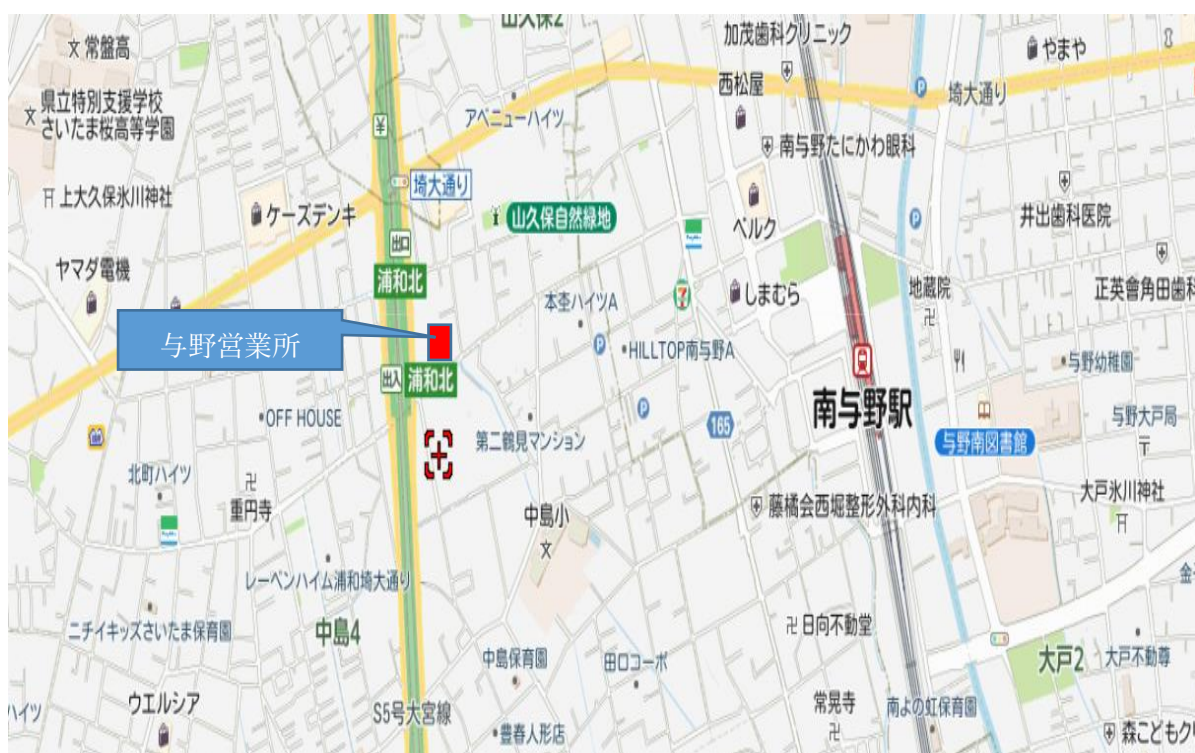 山久保2
加茂歯科クリニック
常盤高
やまや
西松屋
埼大通り
県立特別支援学校
さいたま桜高等学園
アベニューハイツ
¥
南与野たにかわ眼科
埼大通り
上大久保氷川神社
ケーズデンキ
山久保自然緑地
ベルク
井出歯科医院
出口
ヤマダ電機
浦和北
本杢ハイツA
しまむら
地蔵院
正英會角田歯科
与野営業所
HILLTOP南与野A
与野幼稚園
出入
浦和北
OFF HOUSE
165
南与野駅
与野大戸局
第二鶴見マンション
与野南図書館
北町ハイツ
重円寺
中島小
藤橘会西堀整形外科内科
大戸氷川神社
レーベンハイム浦和埼大通り
ニチイキッズさいたま保育園
中島4
日向不動堂
中島保育園
田口コーポ
大戸2
大戸不動尊
ウエルシア
S5号大宮線
常晃寺
南よの虹保育園
ハイツ
豊春人形店
森こどもク